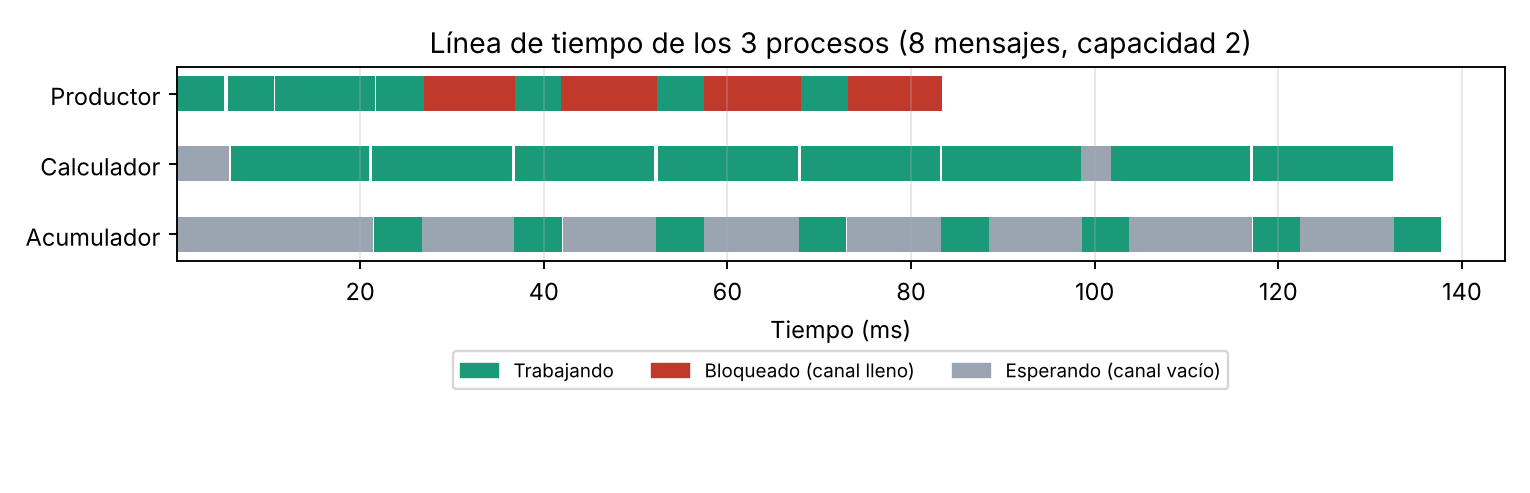 Línea de tiempo de los 3 procesos (8 mensajes, capacidad 2)
Productor
Calculador
Acumulador
20 40 60 80 100 120 140
Tiempo (ms)
Trabajando Bloqueado (canal lleno) Esperando (canal vacío)